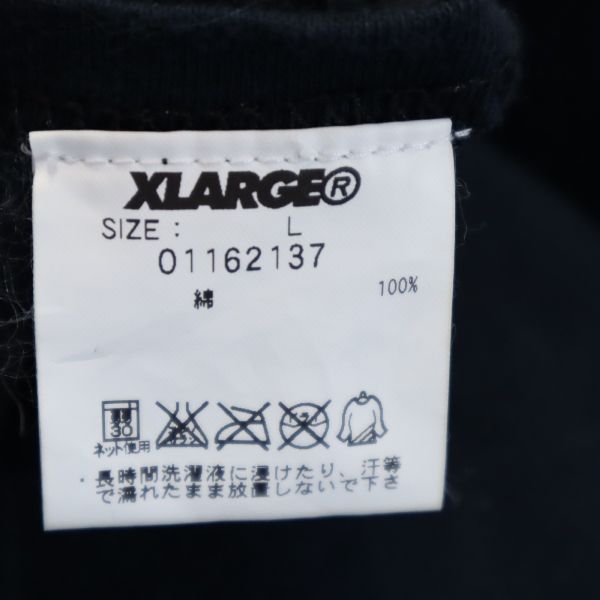 XLARGE®
SIZE : L
01162137
綿 100%
30
ネット使用
長時間洗濯液に浸けたり、汗等
で濡れたまま放置しないで下さ